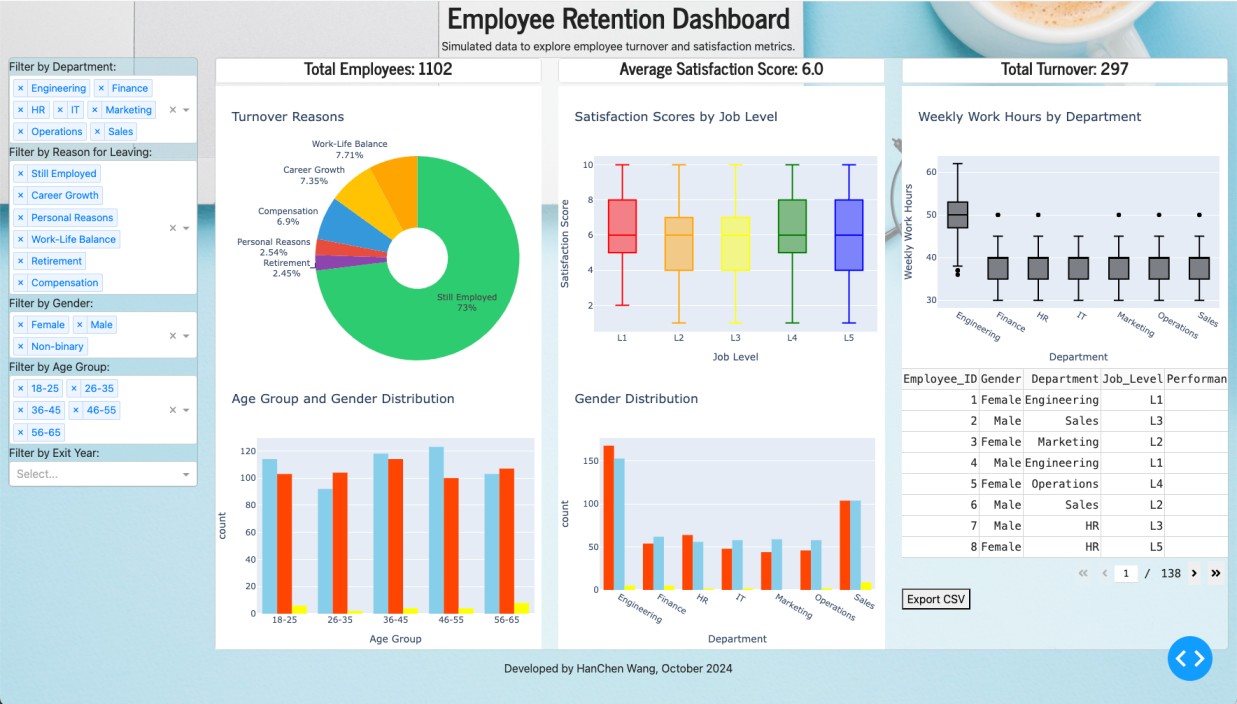 Employee Retention Dashboard
Simulated data to explore employee turnover and satisfaction metrics.
Filter by Department:
× Engineering × Finance
× HR × IT × Marketing
× Operations × Sales
Filter by Reason for Leaving:
× Still Employed
× Career Growth
× Personal Reasons
× Work-Life Balance
× Retirement
× Compensation
Filter by Gender:
× Female × Male
× Non-binary
Filter by Age Group:
× 18-25 × 26-35
× 36-45 × 46-55
× 56-65
Filter by Exit Year:
Select...
Total Employees: 1102
Turnover Reasons
Work-Life Balance
7.71%
Career Growth
7.35%
Compensation
6.9%
Personal Reasons
2.54%
Retirement
2.45%
Still Employed
73%
Age Group and Gender Distribution
count
120
100
80
60
40
20
0
18-25 26-35 36-45 46-55 56-65
Age Group
Average Satisfaction Score: 6.0
Satisfaction Scores by Job Level
Satisfaction Score
10
8
6
4
2
L1 L2 L3 L4 L5
Job Level
Gender Distribution
count
150
100
50
0
Engineering Finance HR IT Marketing Operations Sales
Department
Total Turnover: 297
Weekly Work Hours by Department
Weekly Work Hours
60
50
40
30
Engineering Finance HR IT Marketing Operations Sales
Department
Employee_ID Gender Department Job_Level Performan
1 Female Engineering L1
2 Male Sales L3
3 Female Marketing L2
4 Male Engineering L1
5 Female Operations L4
6 Male Sales L2
7 Male HR L3
8 Female HR L5
« ‹ 1 / 138 › »
Export CSV
Developed by HanChen Wang, October 2024